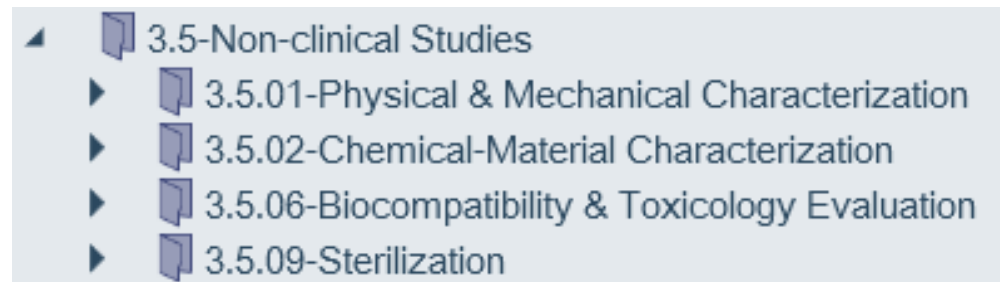 3.5-Non-clinical Studies
3.5.01-Physical & Mechanical Characterization
3.5.02-Chemical-Material Characterization
3.5.06-Biocompatibility & Toxicology Evaluation
3.5.09-Sterilization